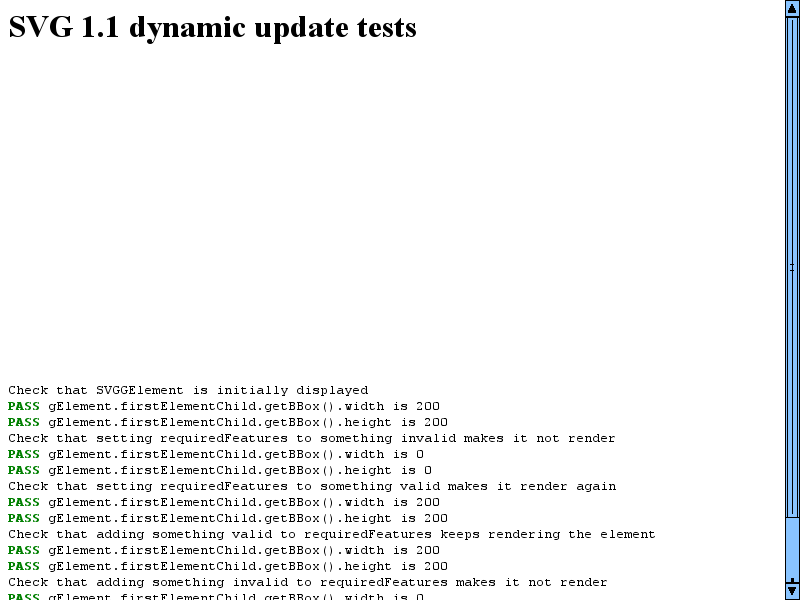 SVG 1.1 dynamic update tests
Check that SVGGElement is initially displayed
PASS gElement.firstElementChild.getBBox().width is 200
PASS gElement.firstElementChild.getBBox().height is 200
Check that setting requiredFeatures to something invalid makes it not render
PASS gElement.firstElementChild.getBBox().width is 0
PASS gElement.firstElementChild.getBBox().height is 0
Check that setting requiredFeatures to something valid makes it render again
PASS gElement.firstElementChild.getBBox().width is 200
PASS gElement.firstElementChild.getBBox().height is 200
Check that adding something valid to requiredFeatures keeps rendering the element
PASS gElement.firstElementChild.getBBox().width is 200
PASS gElement.firstElementChild.getBBox().height is 200
Check that adding something invalid to requiredFeatures makes it not render
PASS gElement.firstElementChild.getBBox().width is 0